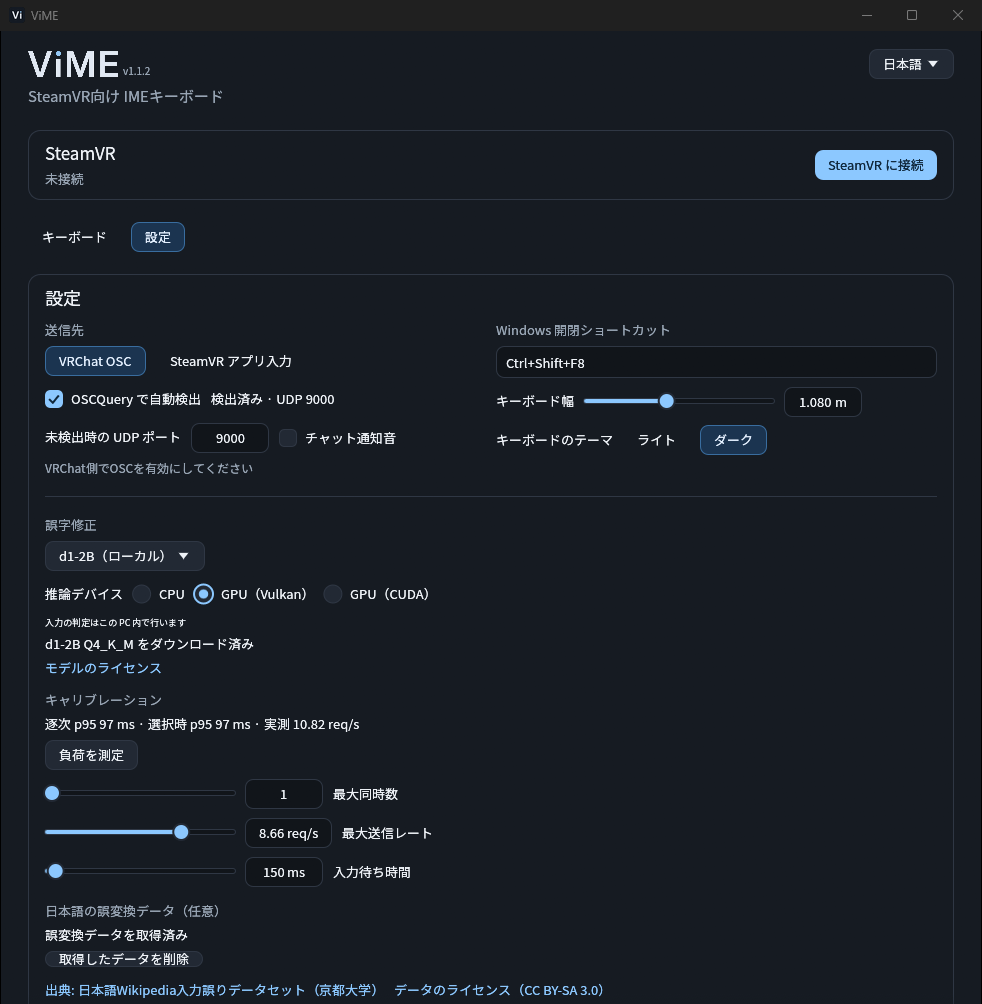 Vi ViME
ViME v1.1.2
日本語 ▼
SteamVR向け IMEキーボード
SteamVR
未接続
SteamVR に接続
キーボード 設定
設定
送信先
VRChat OSC SteamVR アプリ入力
OSCQuery で自動検出 検出済み · UDP 9000
未検出時の UDP ポート 9000 チャット通知音
VRChat側でOSCを有効にしてください
Windows 開閉ショートカット
Ctrl+Shift+F8
キーボード幅 1.080 m
キーボードのテーマ ライト ダーク
誤字修正
d1-2B（ローカル） ▼
推論デバイス CPU GPU（Vulkan） GPU（CUDA）
入力の判定はこの PC 内で行います
d1-2B Q4_K_M をダウンロード済み
モデルのライセンス
キャリブレーション
逐次 p95 97 ms · 選択時 p95 97 ms · 実測 10.82 req/s
負荷を測定
1 最大同時数
8.66 req/s 最大送信レート
150 ms 入力待ち時間
日本語の誤変換データ（任意）
誤変換データを取得済み
取得したデータを削除
出典: 日本語Wikipedia入力誤りデータセット（京都大学） データのライセンス（CC BY-SA 3.0）